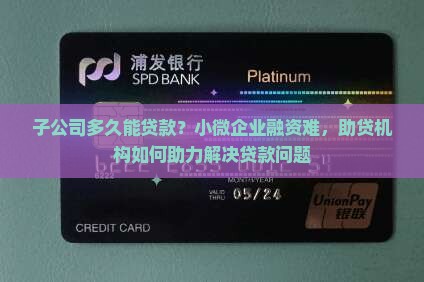 浦发银行
SPD BANK
Platinum
子公司多久能贷款？小微企业融资难，助贷机
构如何助力解决贷款问题
MONTH/YEAR
VALID
THRU
05/24
CREDIT CARD
UnionPay
银联